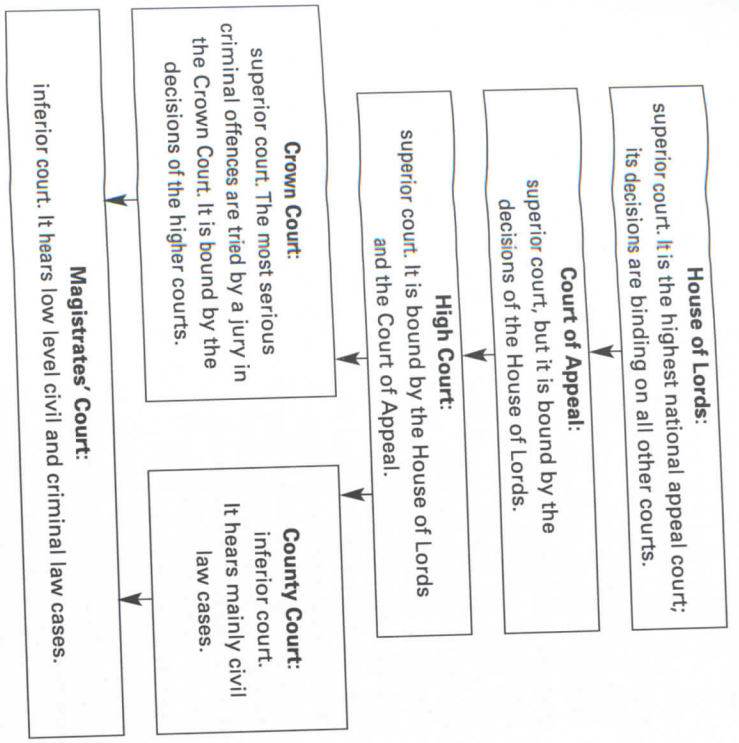 House of Lords:
superior court. It is the highest national appeal court;
its decisions are binding on all other courts.
Court of Appeal:
superior court, but it is bound by the
decisions of the House of Lords.
High Court:
superior court. It is bound by the House of Lords
and the Court of Appeal.
Crown Court:
superior court. The most serious
criminal offences are tried by a jury in
the Crown Court. It is bound by the
decisions of the higher courts.
County Court:
inferior court.
It hears mainly civil
law cases.
Magistrates' Court:
inferior court. It hears low level civil and criminal law cases.